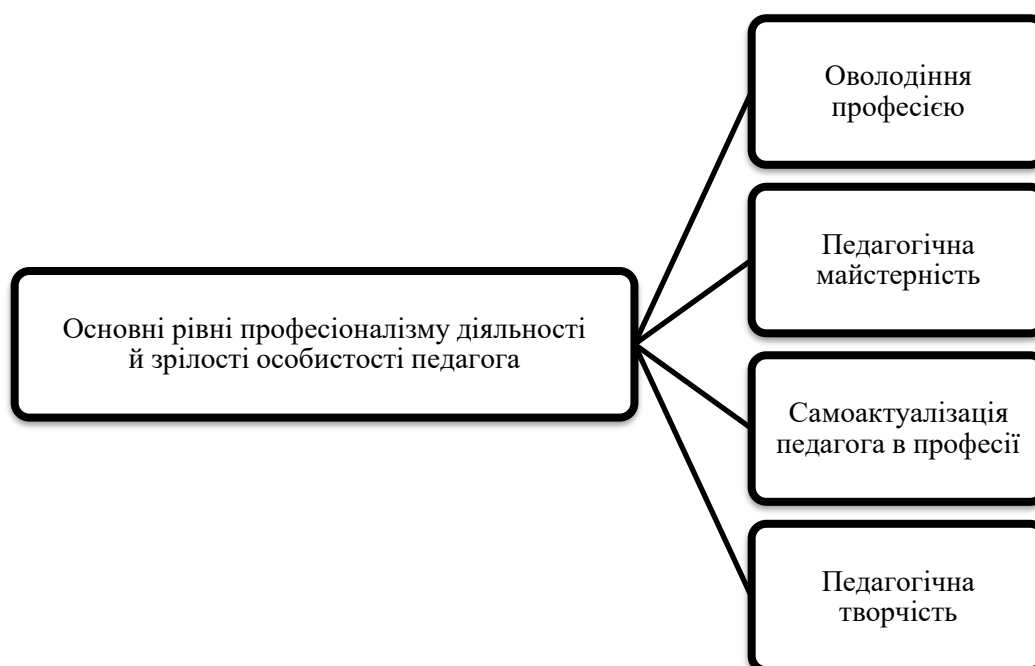 Оволодіння
професією
Педагогічна
майстерність
Основні рівні професіоналізму діяльності
й зрілості особистості педагога
Самоактуалізація
педагога в професії
Педагогічна
творчість